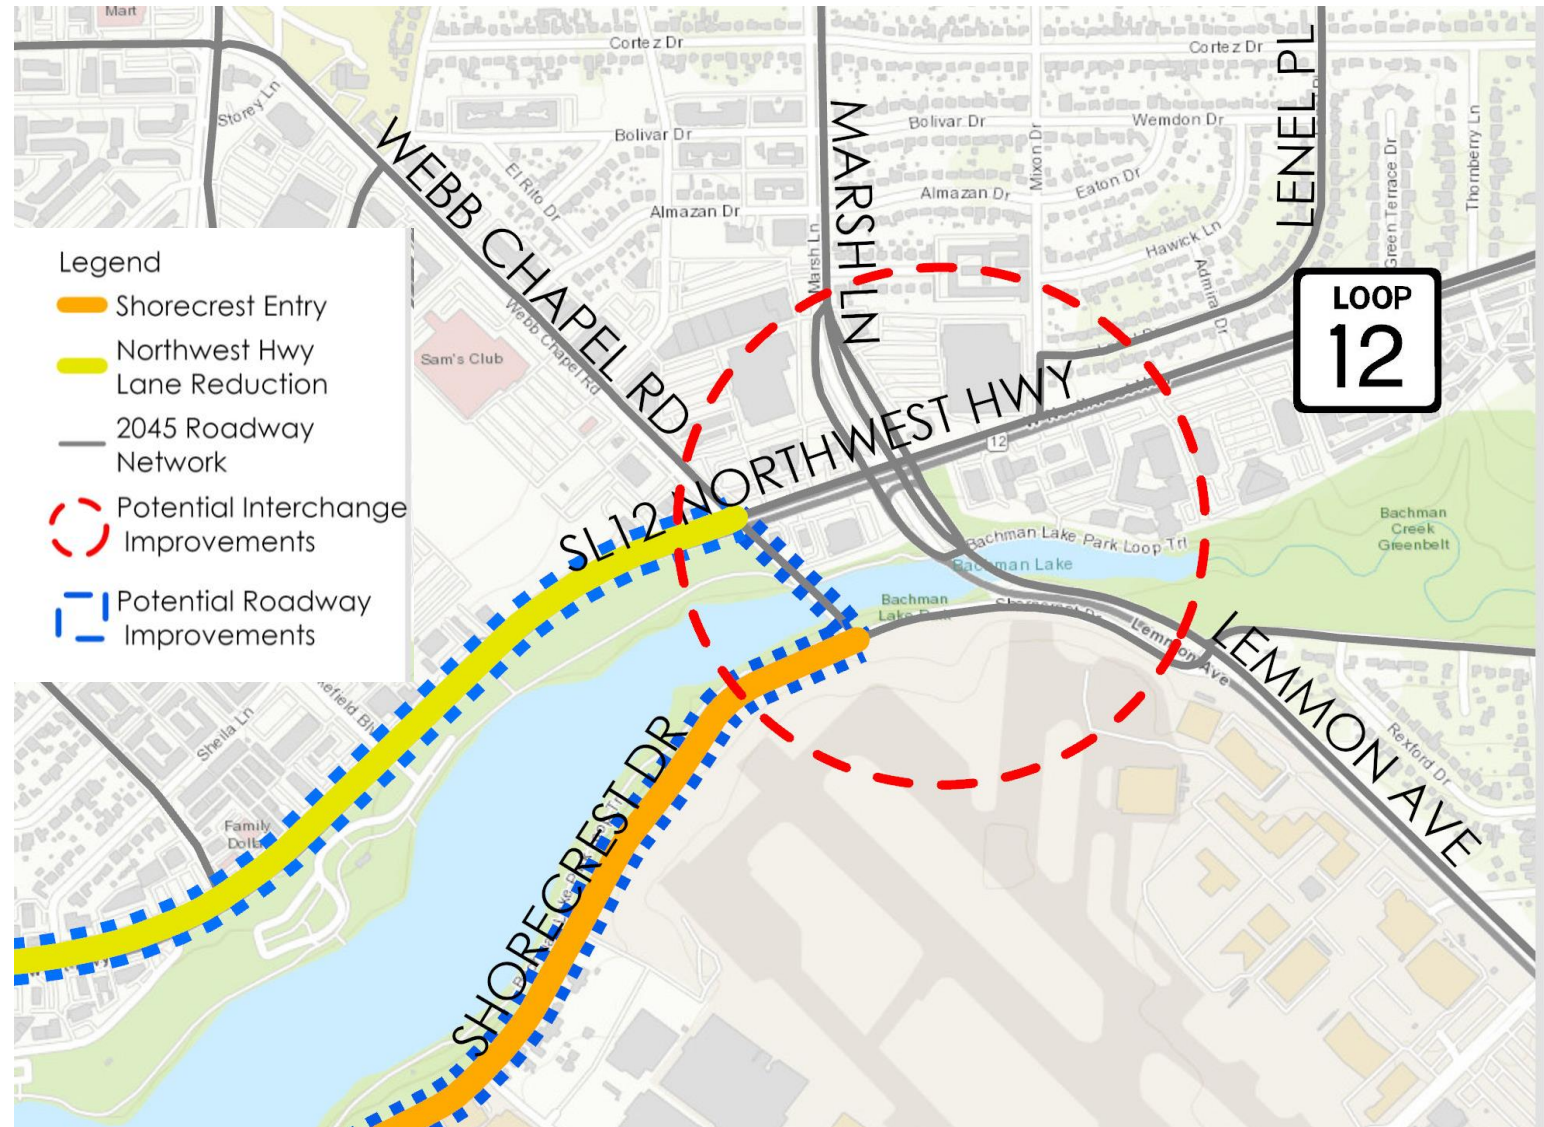 Mart
Cortez Dr
Cortez Dr
Storey Ln
Bolivar Dr
Bolivar Dr
Wemdon Dr
WEBB CHAPEL RD
MARSH LN
LENEL PL
Mixon Dr
El Rito Dr
Almazan Dr
Almazan Dr
Eaton Dr
Green Terrace Dr
Thornberry Ln
Hawick Ln
Marsh Ln
Webb Chapel Rd
Sam's Club
LOOP
12
Legend
Shorecrest Entry
Northwest Hwy
Lane Reduction
2045 Roadway
Network
Potential Interchange
Improvements
Potential Roadway
Improvements
SL12 NORTHWEST HWY
12
Bachman Lake Park Loop Trl
Bachman Lake
Bachman
Creek
Greenbelt
Bachman
Lake Park
Shorecrest Dr
Lemmon Ave
LEMMON AVE
Rexford Dr
Sheila Ln
Family
SHORECREST DR